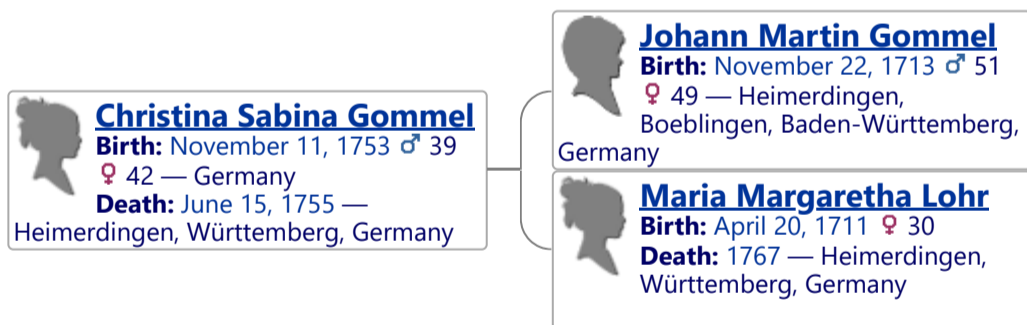 Christina Sabina Gommel
Birth: November 11, 1753 ♂ 39
♀ 42 — Germany
Death: June 15, 1755 —
Heimerdingen, Württemberg, Germany
Johann Martin Gommel
Birth: November 22, 1713 ♂ 51
♀ 49 — Heimerdingen,
Boeblingen, Baden-Württemberg,
Germany
Maria Margaretha Lohr
Birth: April 20, 1711 ♀ 30
Death: 1767 — Heimerdingen,
Württemberg, Germany